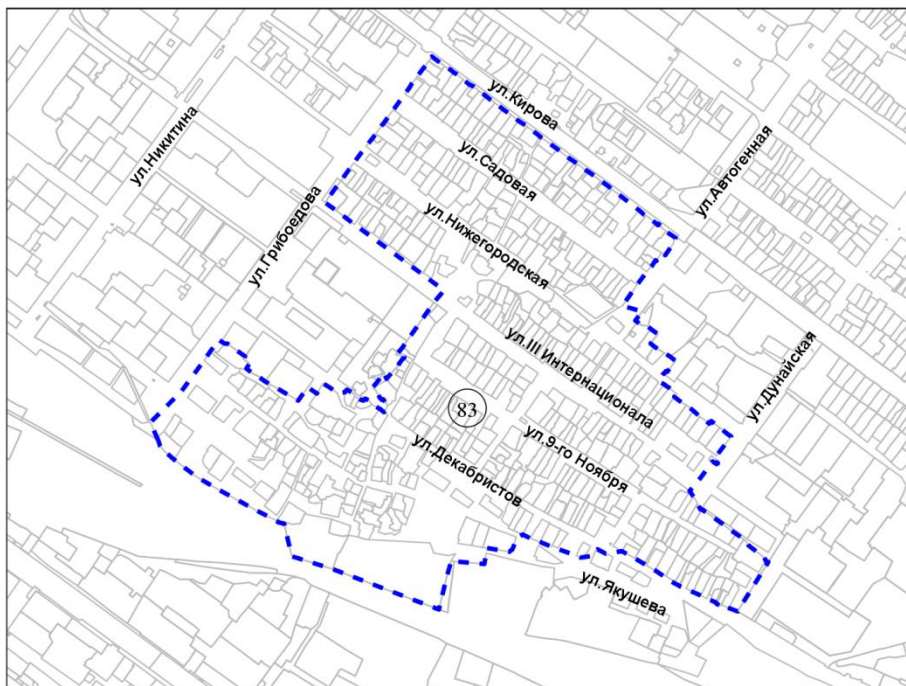 ул.Кирова
ул.Никитина
ул.Автогенная
ул.Садовая
ул.Грибоедова
ул.Нижегородская
ул.III Интернационала
ул.Дунайская
83
ул.9-го Ноября
ул.Декабристов
ул.Якушева